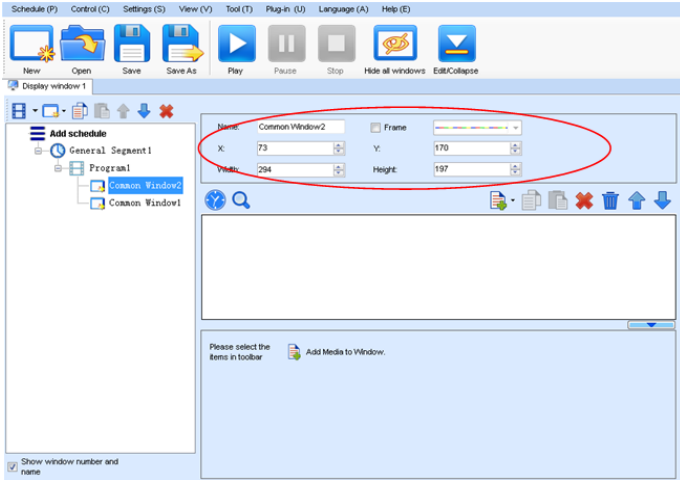 Schedule (P) Control (C) Settings (S) View (V) Tool (T) Plug-in (U) Language (A) Help (E)
New Open Save Save As Play Pause Stop Hide all windows Edit/Collapse
Display window 1
Add schedule
General Segment1
Program1
Common Window2
Common Window1
Show window number and
name
Name: Common Window2 Frame
X: 73 Y: 170
Width: 294 Height: 197
Please select the
items in toolbar
Add Media to Window.